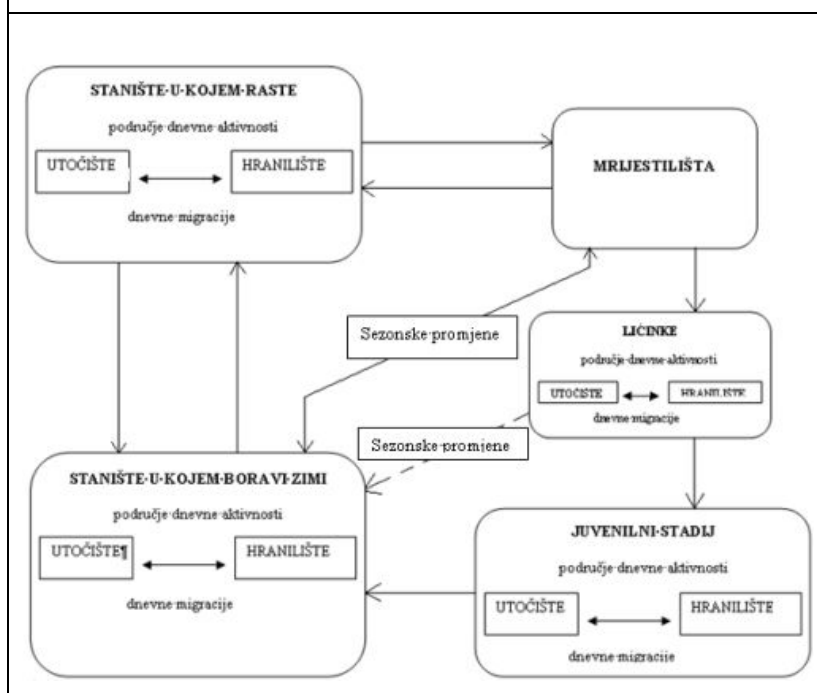 STANIŠTE·U·KOJEM·RASTE
područje·dnevne·aktivnosti
UTOČIŠTE
HRANILIŠTE
dnevne·migracije
MRIJESTILIŠTA
Sezonske·promjene
LIČINKE
područje·dnevne·aktivnosti
UTOČIŠTE
HRANILIŠTE
dnevne·migracije
Sezonske·promjene
STANIŠTE·U·KOJEM·BORAVI·ZIMI
područje·dnevne·aktivnosti
UTOČIŠTE¶
HRANILIŠTE
dnevne·migracije
JUVENILNI·STADIJ
područje·dnevne·aktivnosti
UTOČIŠTE
HRANILIŠTE
dnevne·migracije